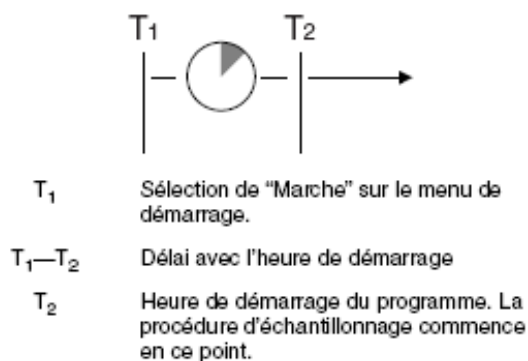 T1 T2
T1 Sélection de "Marche" sur le menu de
démarrage.
T1—T2 Délai avec l'heure de démarrage
T2 Heure de démarrage du programme. La
procédure d'échantillonnage commence
en ce point.